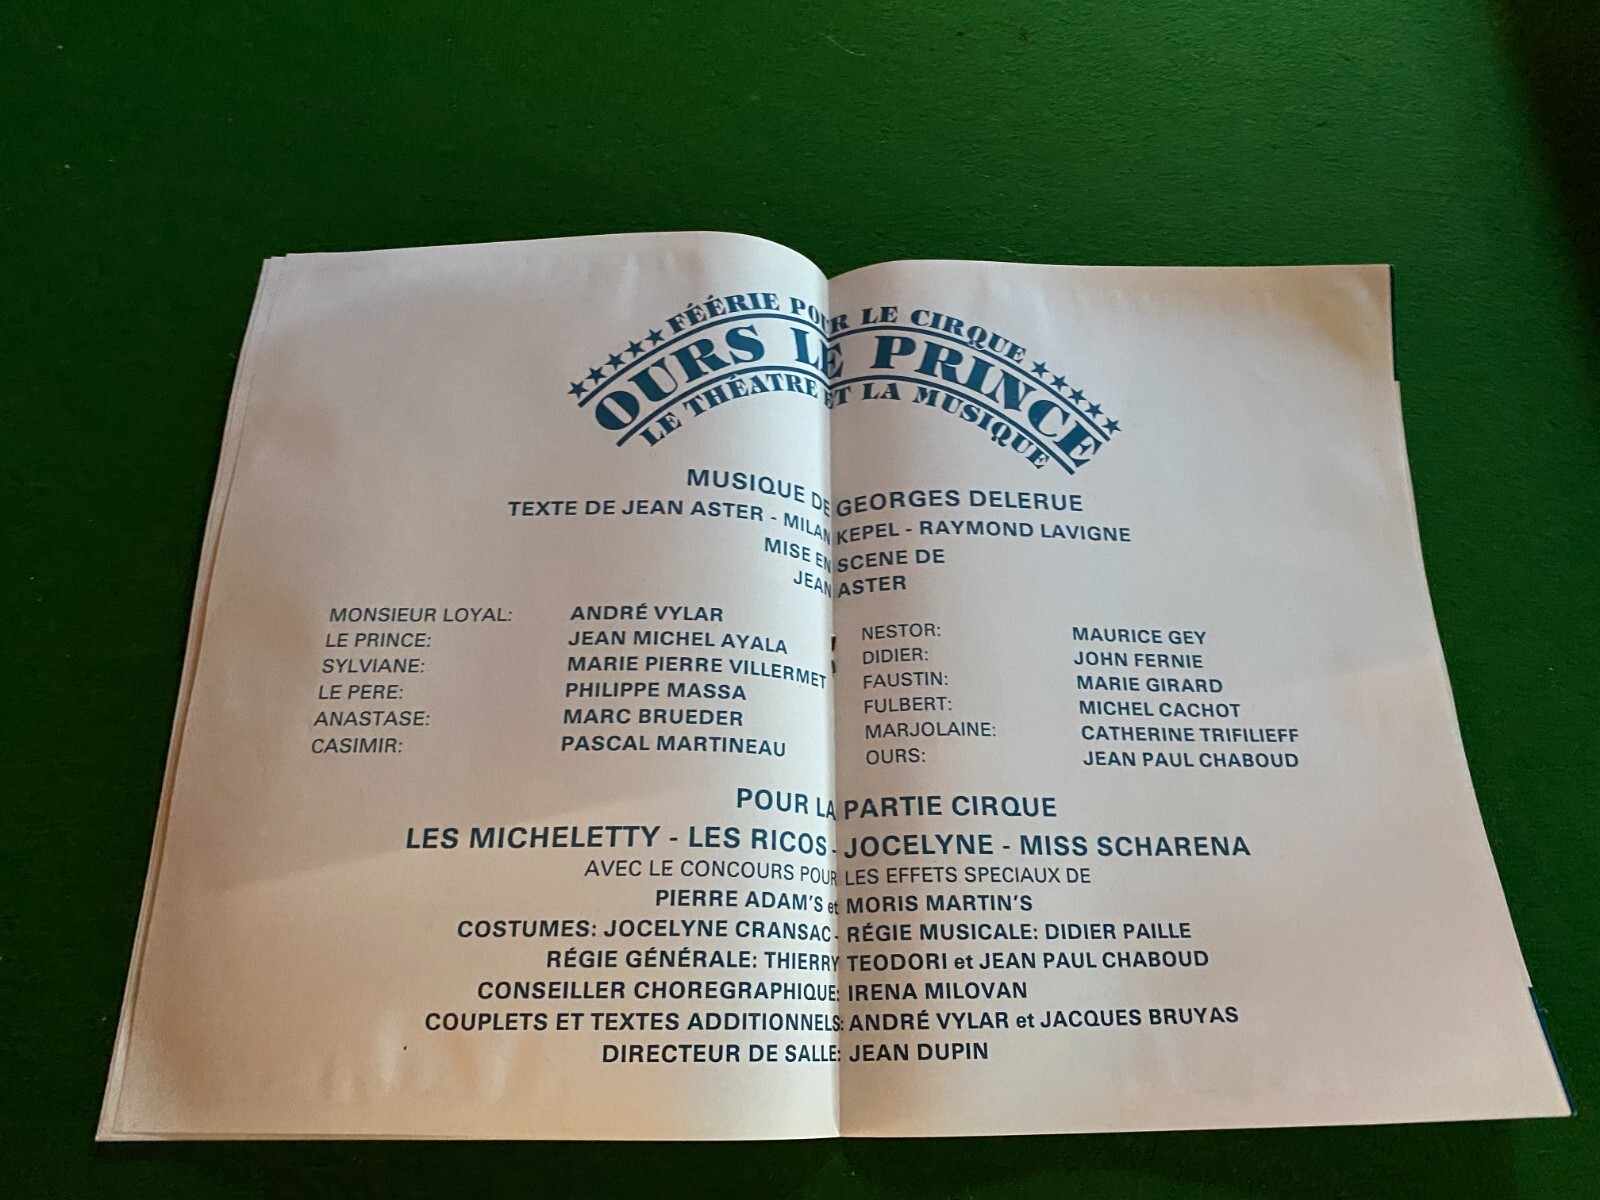 FÉÉRIE POUR LE CIRQUE
OURS LE PRINCE
LE THÉATRE ET LA MUSIQUE
MUSIQUE DE GEORGES DELERUE
TEXTE DE JEAN ASTER - MILAN KEPEL - RAYMOND LAVIGNE
MISE EN SCENE DE
JEAN ASTER
MONSIEUR LOYAL: ANDRÉ VYLAR
LE PRINCE: JEAN MICHEL AYALA
SYLVIANE: MARIE PIERRE VILLERMET
LE PERE: PHILIPPE MASSA
ANASTASE: MARC BRUEDER
CASIMIR: PASCAL MARTINEAU
NESTOR: MAURICE GEY
DIDIER: JOHN FERNIE
FAUSTIN: MARIE GIRARD
FULBERT: MICHEL CACHOT
MARJOLAINE: CATHERINE TRIFILIEFF
OURS: JEAN PAUL CHABOUD
POUR LA PARTIE CIRQUE
LES MICHELETTY - LES RICOS - JOCELYNE - MISS SCHARENA
AVEC LE CONCOURS POUR LES EFFETS SPECIAUX DE
PIERRE ADAM'S et MORIS MARTIN'S
COSTUMES: JOCELYNE CRANSAC - RÉGIE MUSICALE: DIDIER PAILLE
RÉGIE GÉNÉRALE: THIERRY TEODORI et JEAN PAUL CHABOUD
CONSEILLER CHOREGRAPHIQUE: IRENA MILOVAN
COUPLETS ET TEXTES ADDITIONNELS: ANDRÉ VYLAR et JACQUES BRUYAS
DIRECTEUR DE SALLE: JEAN DUPIN